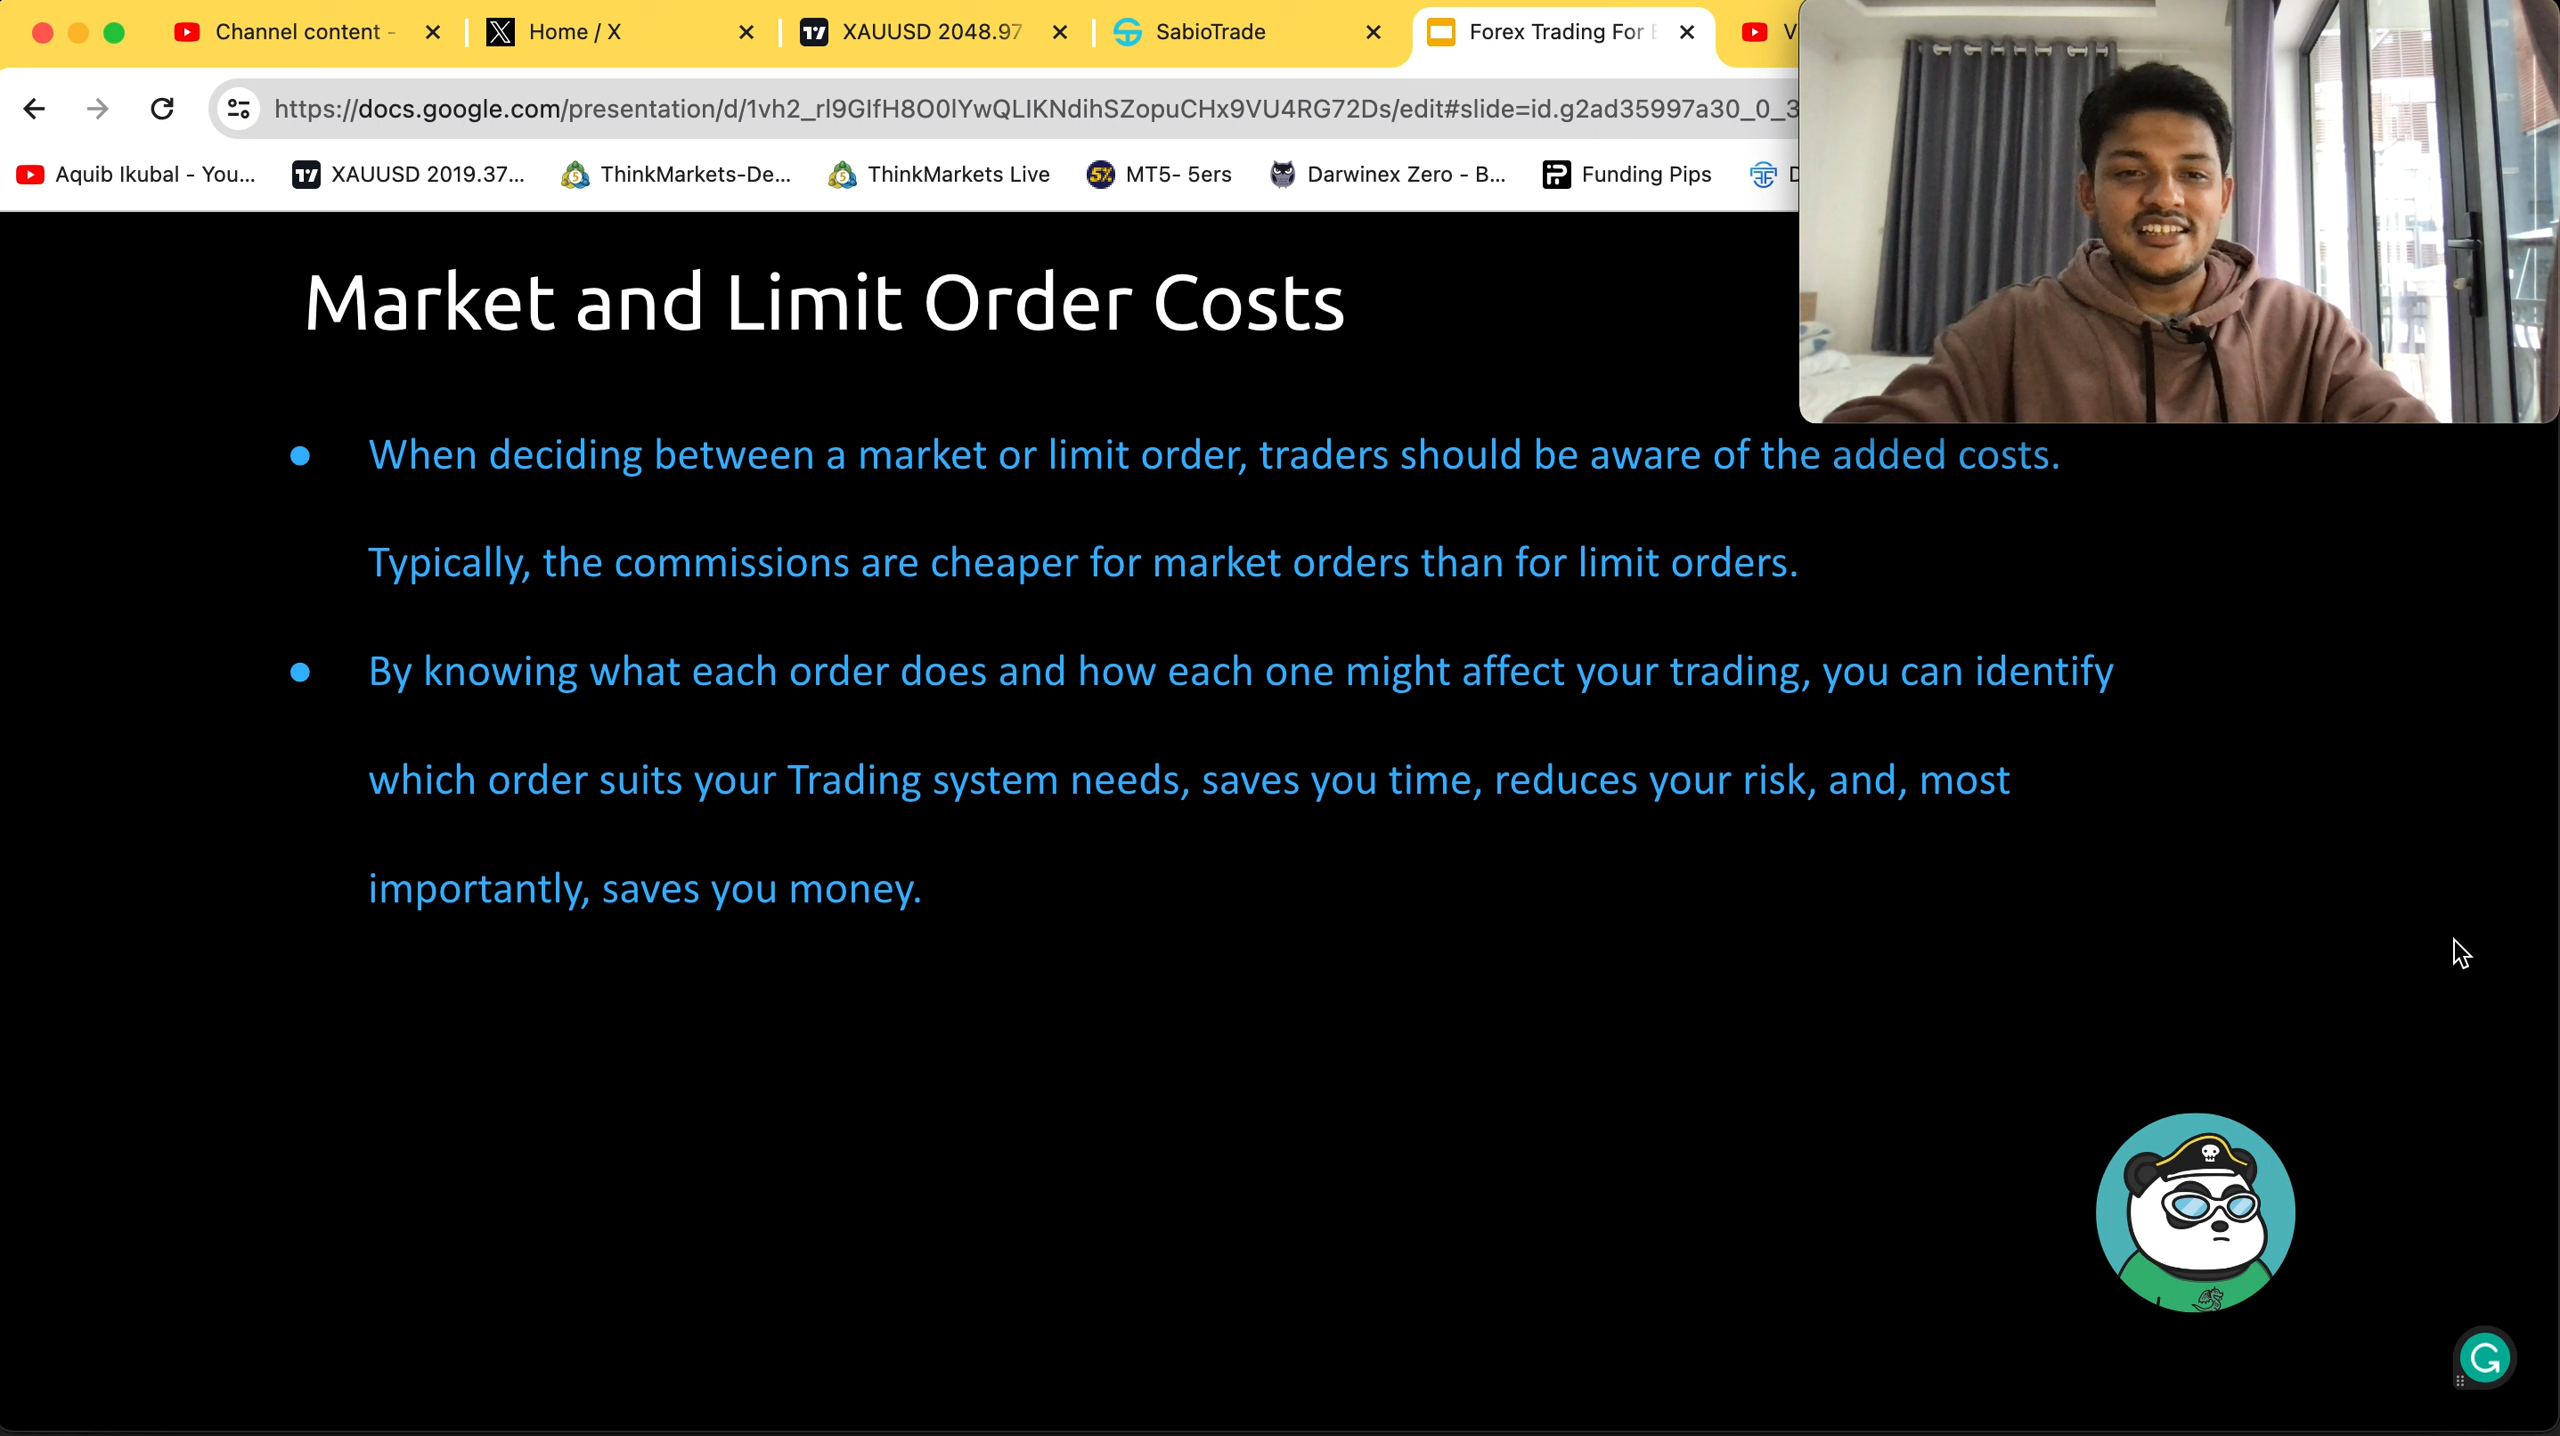 Channel content -
Home / X
XAUUSD 2048.97
SabioTrade
Forex Trading For
V
https://docs.google.com/presentation/d/1vh2_rl9GlfH8O0lYwQLlKNdihSZopuCHx9VU4RG72Ds/edit#slide=id.g2ad35997a30_0_3
Aquib Ikubal - You...
XAUUSD 2019.37...
ThinkMarkets-De...
ThinkMarkets Live
MT5- 5ers
Darwinex Zero - B...
Funding Pips
Market and Limit Order Costs
● When deciding between a market or limit order, traders should be aware of the added costs.
Typically, the commissions are cheaper for market orders than for limit orders.
● By knowing what each order does and how each one might affect your trading, you can identify
which order suits your Trading system needs, saves you time, reduces your risk, and, most
importantly, saves you money.